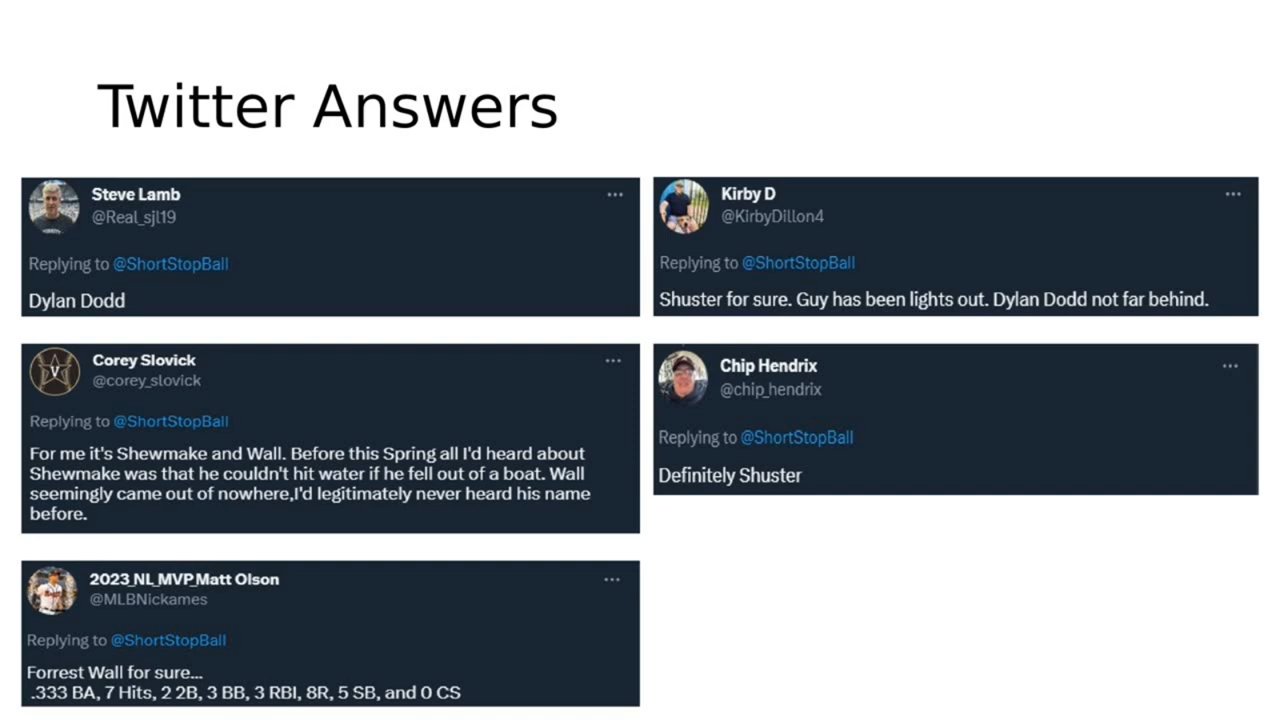 Twitter Answers
Steve Lamb
@Real_sjl19
Replying to @ShortStopBall
Dylan Dodd
Corey Slovick
@corey_slovick
Replying to @ShortStopBall
For me it's Shewmake and Wall. Before this Spring all I'd heard about
Shewmake was that he couldn't hit water if he fell out of a boat. Wall
seemingly came out of nowhere,I'd legitimately never heard his name
before.
2023_NL_MVP_Matt Olson
@MLBNickames
Replying to @ShortStopBall
Forrest Wall for sure...
.333 BA, 7 Hits, 2 2B, 3 BB, 3 RBI, 8R, 5 SB, and 0 CS
Kirby D
@KirbyDillon4
Replying to @ShortStopBall
Shuster for sure. Guy has been lights out. Dylan Dodd not far behind.
Chip Hendrix
@chip_hendrix
Replying to @ShortStopBall
Definitely Shuster